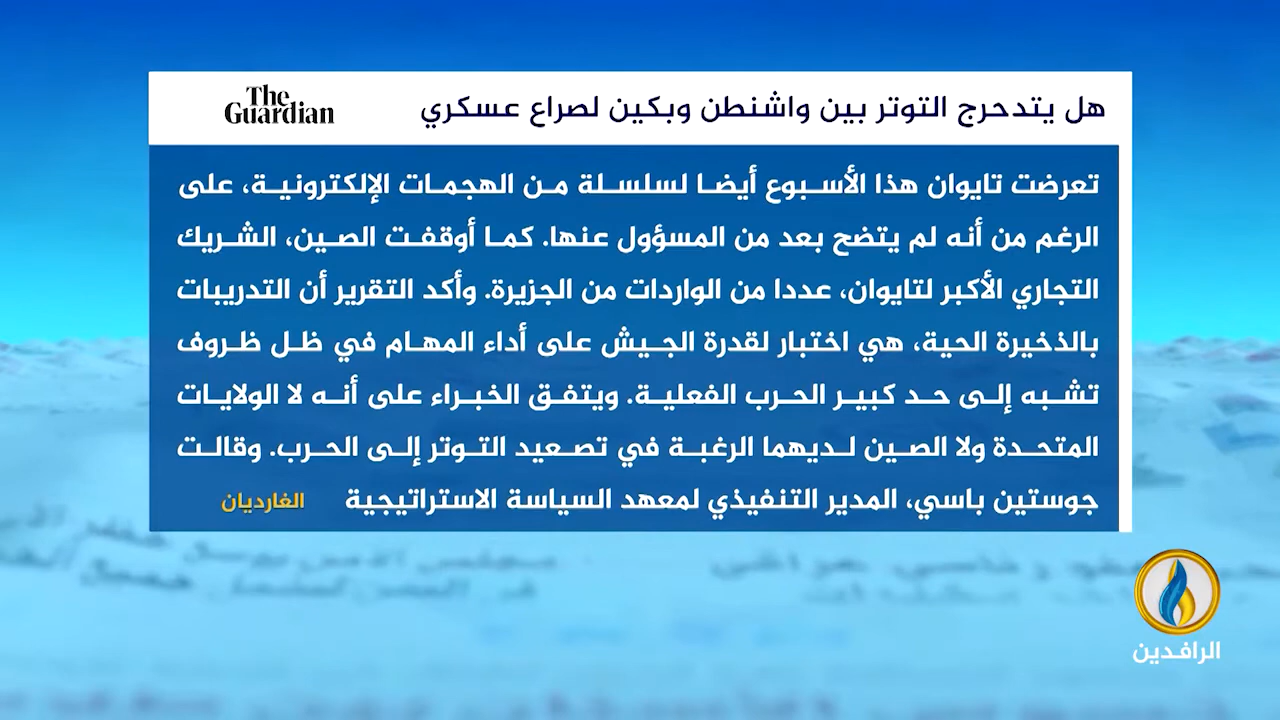 هل يتدحرج التوتر بين واشنطن وبكين لصراع عسكري
The
Guardian
تعرضت تايوان هذا الأسبوع أيضا لسلسلة من الهجمات الإلكترونية، على
الرغم من أنه لم يتضح بعد من المسؤول عنها. كما أوقفت الصين، الشريك
التجاري الأكبر لتايوان، عددا من الواردات من الجزيرة. وأكد التقرير أن التدريبات
بالذخيرة الحية، هي اختبار لقدرة الجيش على أداء المهام في ظل ظروف
تشبه إلى حد كبير الحرب الفعلية. ويتفق الخبراء على أنه لا الولايات
المتحدة ولا الصين لديهما الرغبة في تصعيد التوتر إلى الحرب. وقالت
جوستين باسي، المدير التنفيذي لمعهد السياسة الاستراتيجية
الغارديان
الرافدين